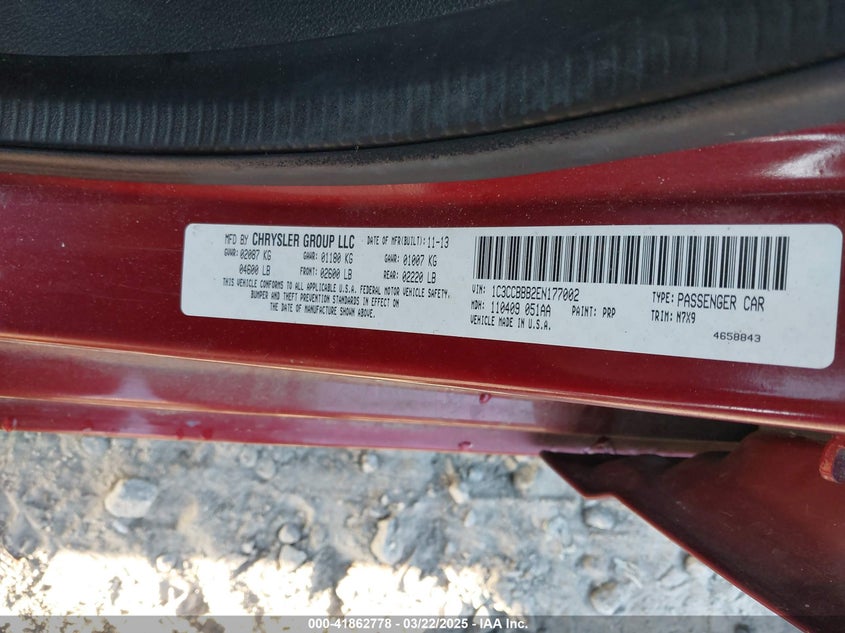 MFD BY CHRYSLER GROUP LLC DATE OF MFR(BUILT): 11-13
GVWR: 02087 KG GAWR: 01180 KG GAWR: 01007 KG
04600 LB FRONT: 02600 LB REAR: 02220 LB
THIS VEHICLE CONFORMS TO ALL APPLICABLE U.S.A. FEDERAL MOTOR VEHICLE SAFETY,
BUMPER AND THEFT PREVENTION STANDARDS IN EFFECT ON
THE DATE OF MANUFACTURE SHOWN ABOVE.
VIN: 1C3CCBBB2EN177002 TYPE: PASSENGER CAR
MDH: 110409 051AA PAINT: PRP TRIM: N7X9
VEHICLE MADE IN U.S.A.
4658843
000-41862778 - 03/22/2025 - IAA Inc.